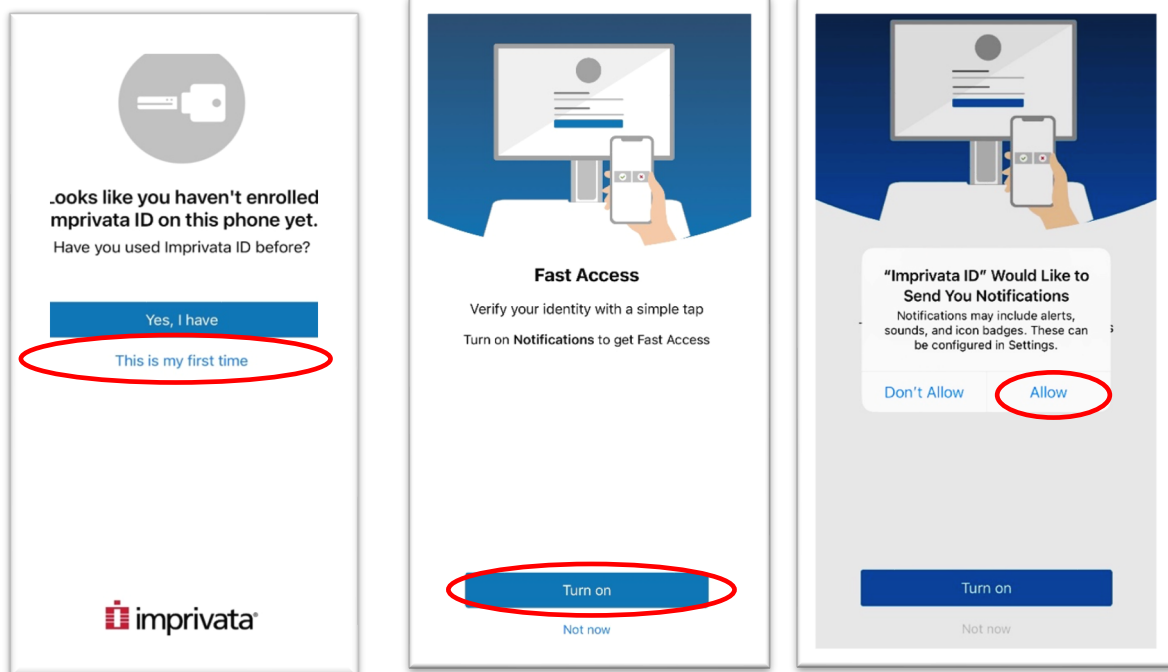 .ooks like you haven't enrolled
mprivata ID on this phone yet.
Have you used Imprivata ID before?
Yes, I have
This is my first time
imprivata®
Fast Access
Verify your identity with a simple tap
Turn on Notifications to get Fast Access
Turn on
Not now
“Imprivata ID” Would Like to
Send You Notifications
Notifications may include alerts,
sounds, and icon badges. These can
be configured in Settings.
Don't Allow
Allow
Turn on
Not now